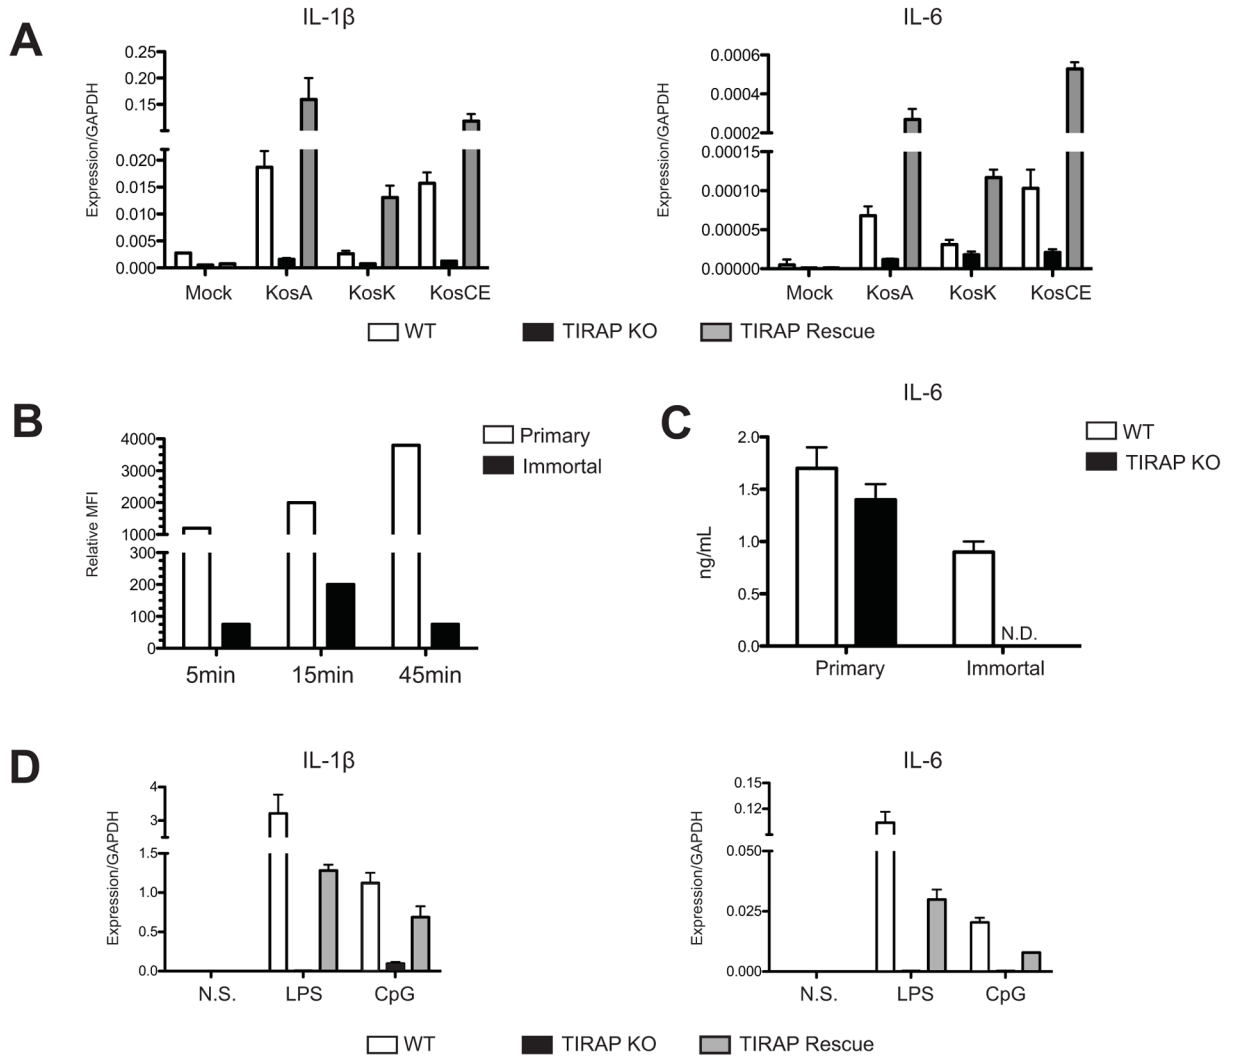 A
IL-1β
Expression/GAPDH
0.25
0.20
0.15
0.020
0.015
0.010
0.005
0.000
Mock KosA KosK KosCE
IL-6
Expression/GAPDH
0.0006
0.0004
0.0002
0.00015
0.00010
0.00005
0.00000
Mock KosA KosK KosCE
WT TIRAP KO TIRAP Rescue
B
Relative MFI
4000
3000
2000
1000
300
200
100
0
5min 15min 45min
Primary
Immortal
C
IL-6
ng/mL
2.0
1.5
1.0
0.5
0.0
N.D.
Primary Immortal
WT
TIRAP KO
D
IL-1β
Expression/GAPDH
4
3
1.5
1.0
0.5
0.0
N.S. LPS CpG
IL-6
Expression/GAPDH
0.15
0.12
0.050
0.025
0.000
N.S. LPS CpG
WT TIRAP KO TIRAP Rescue